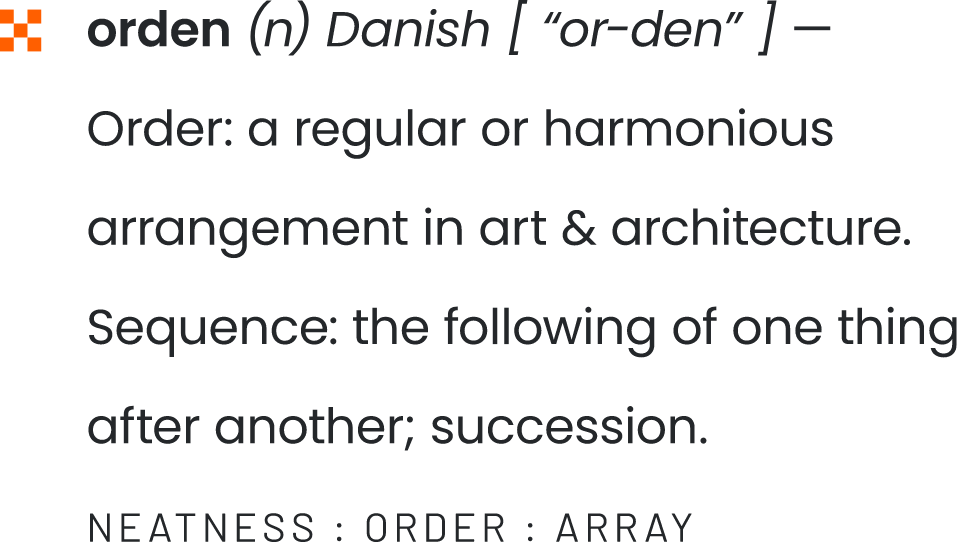 orden (n) Danish [ “or-den” ] —
Order: a regular or harmonious
arrangement in art & architecture.
Sequence: the following of one thing
after another; succession.
NEATNESS : ORDER : ARRAY